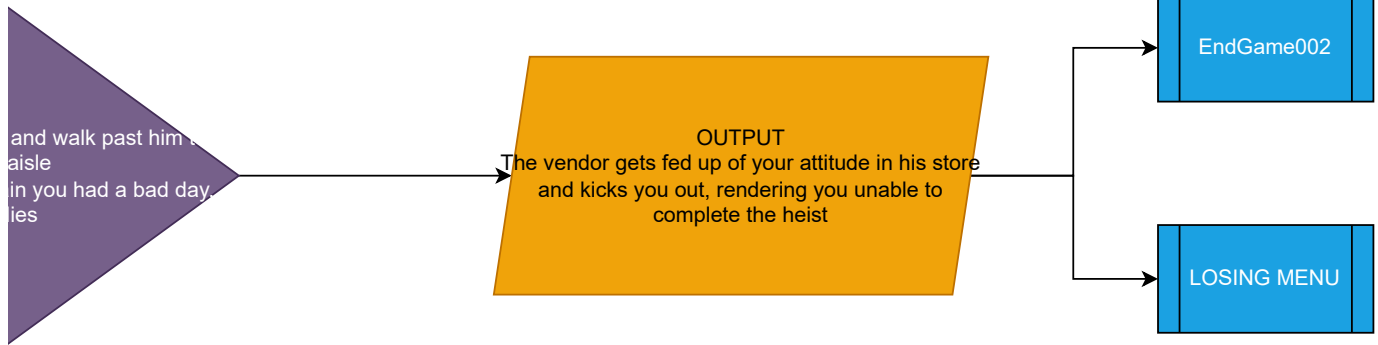 and walk past him
aisle
in you had a bad day,
lies
OUTPUT
The vendor gets fed up of your attitude in his store
and kicks you out, rendering you unable to
complete the heist
EndGame002
LOSING MENU